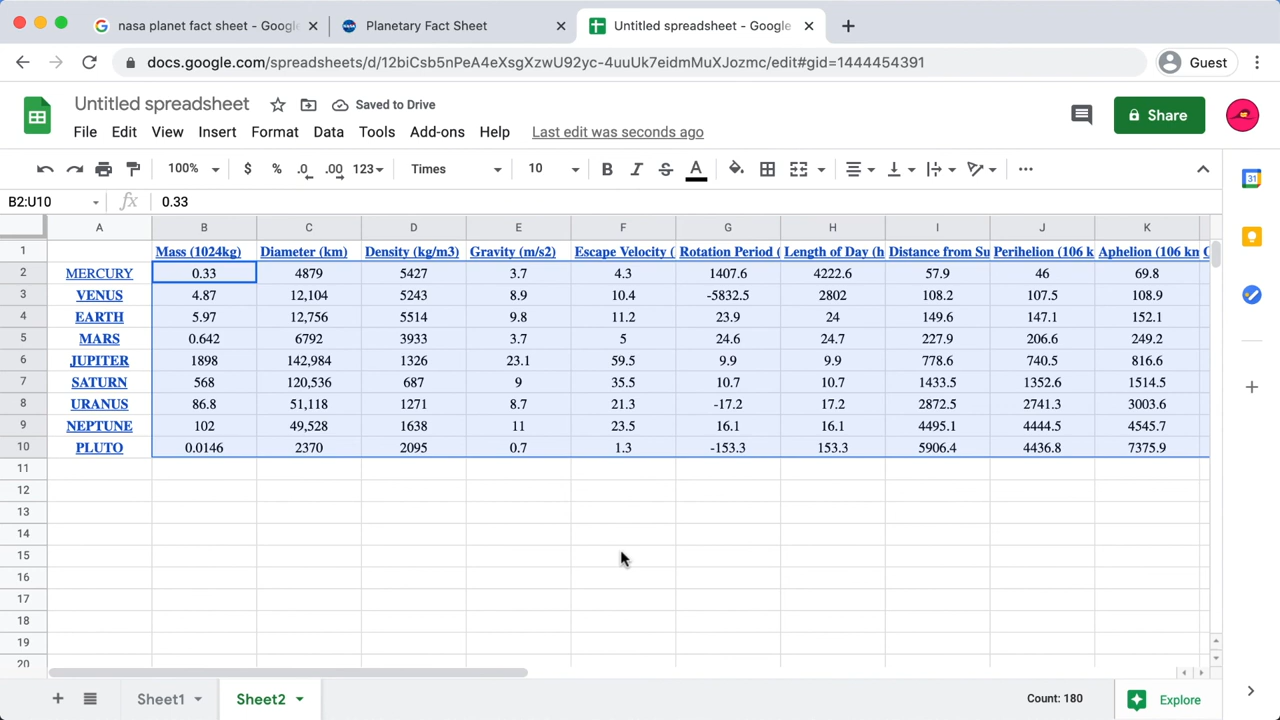 nasa planet fact sheet - Googl
Planetary Fact Sheet
Untitled spreadsheet - Google
docs.google.com/spreadsheets/d/12biCsb5nPeA4eXsgXzwU92yc-4uuUk7eidmMuXJozmc/edit#gid=1444454391
Guest
Untitled spreadsheet
Saved to Drive
File Edit View Insert Format Data Tools Add-ons Help Last edit was seconds ago
Share
100% $ % .0 .00 123 Times 10 B I S A
B2:U10 fx 0.33
A B C D E F G H I J K
1 Mass (1024kg) Diameter (km) Density (kg/m3) Gravity (m/s2) Escape Velocity ( Rotation Period ( Length of Day (h Distance from Su Perihelion (106 k Aphelion (106 kn
2 MERCURY 0.33 4879 5427 3.7 4.3 1407.6 4222.6 57.9 46 69.8
3 VENUS 4.87 12,104 5243 8.9 10.4 -5832.5 2802 108.2 107.5 108.9
4 EARTH 5.97 12,756 5514 9.8 11.2 23.9 24 149.6 147.1 152.1
5 MARS 0.642 6792 3933 3.7 5 24.6 24.7 227.9 206.6 249.2
6 JUPITER 1898 142,984 1326 23.1 59.5 9.9 9.9 778.6 740.5 816.6
7 SATURN 568 120,536 687 9 35.5 10.7 10.7 1433.5 1352.6 1514.5
8 URANUS 86.8 51,118 1271 8.7 21.3 -17.2 17.2 2872.5 2741.3 3003.6
9 NEPTUNE 102 49,528 1638 11 23.5 16.1 16.1 4495.1 4444.5 4545.7
10 PLUTO 0.0146 2370 2095 0.7 1.3 -153.3 153.3 5906.4 4436.8 7375.9
11
12
13
14
15
16
17
18
19
20
Sheet1 Sheet2 Count: 180 Explore